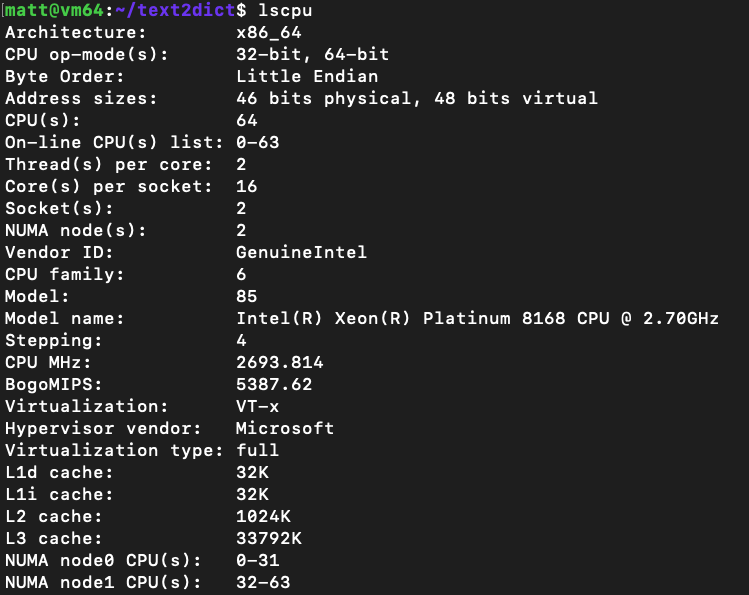 matt@vm64:~/text2dict$ lscpu
Architecture:        x86_64
CPU op-mode(s):      32-bit, 64-bit
Byte Order:          Little Endian
Address sizes:       46 bits physical, 48 bits virtual
CPU(s):              64
On-line CPU(s) list: 0-63
Thread(s) per core:  2
Core(s) per socket:  16
Socket(s):           2
NUMA node(s):        2
Vendor ID:           GenuineIntel
CPU family:          6
Model:               85
Model name:          Intel(R) Xeon(R) Platinum 8168 CPU @ 2.70GHz
Stepping:            4
CPU MHz:             2693.814
BogoMIPS:            5387.62
Virtualization:      VT-x
Hypervisor vendor:   Microsoft
Virtualization type: full
L1d cache:           32K
L1i cache:           32K
L2 cache:            1024K
L3 cache:            33792K
NUMA node0 CPU(s):   0-31
NUMA node1 CPU(s):   32-63